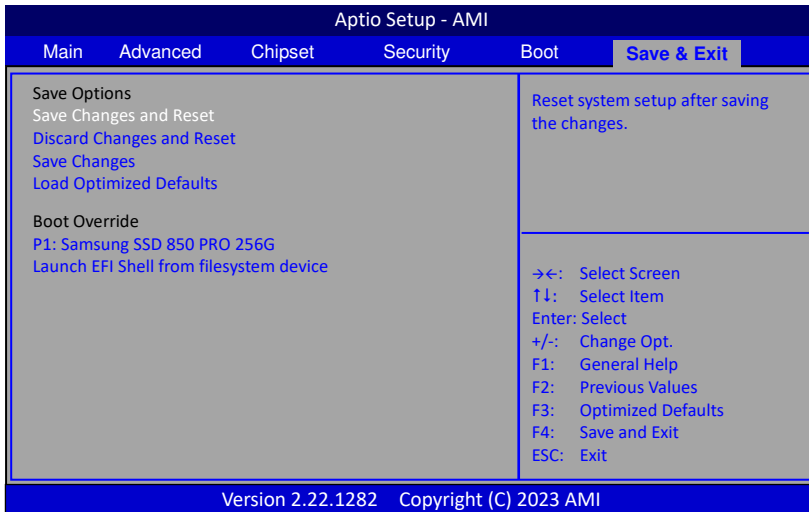 Aptio Setup - AMI
Main Advanced Chipset Security Boot Save & Exit
Save Options
Save Changes and Reset
Discard Changes and Reset
Save Changes
Load Optimized Defaults
Boot Override
P1: Samsung SSD 850 PRO 256G
Launch EFI Shell from filesystem device
Reset system setup after saving
the changes.
→←: Select Screen
↑↓: Select Item
Enter: Select
+/-: Change Opt.
F1: General Help
F2: Previous Values
F3: Optimized Defaults
F4: Save and Exit
ESC: Exit
Version 2.22.1282 Copyright (C) 2023 AMI